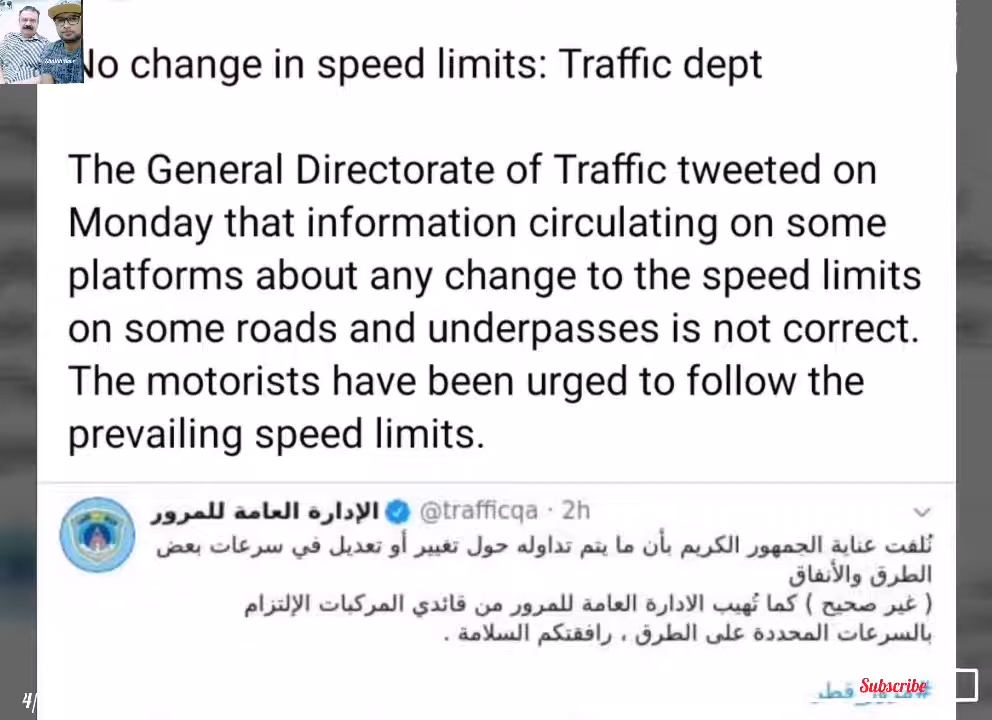 No change in speed limits: Traffic dept
The General Directorate of Traffic tweeted on
Monday that information circulating on some
platforms about any change to the speed limits
on some roads and underpasses is not correct.
The motorists have been urged to follow the
prevailing speed limits.
الإدارة العامة للمرور @trafficqa · 2h
نُلفت عناية الجمهور الكريم بأن ما يتم تداوله حول تغيير أو تعديل في سرعات بعض
الطرق والأنفاق
( غير صحيح ) كما تُهيب الادارة العامة للمرور من قائدي المركبات الإلتزام
بالسرعات المحددة على الطرق ، رافقتكم السلامة .
قطر
Subscribe
4/